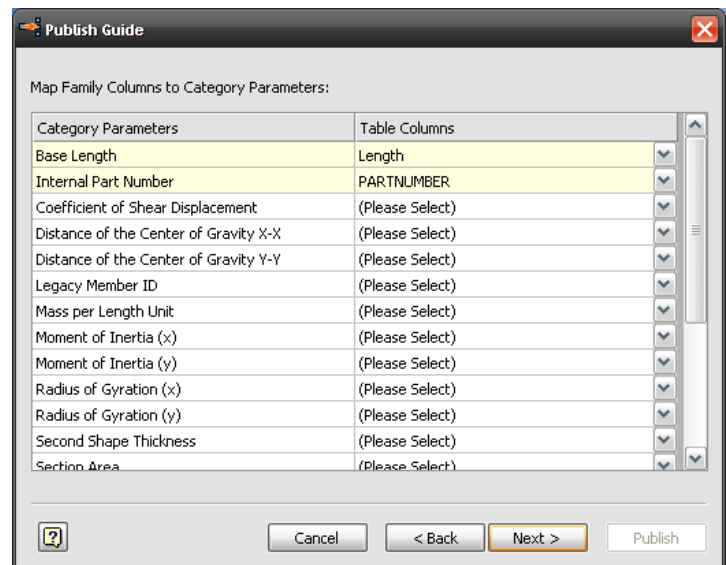 Publish Guide
Map Family Columns to Category Parameters:
Category Parameters Table Columns
Base Length Length
Internal Part Number PARTNUMBER
Coefficient of Shear Displacement (Please Select)
Distance of the Center of Gravity X-X (Please Select)
Distance of the Center of Gravity Y-Y (Please Select)
Legacy Member ID (Please Select)
Mass per Length Unit (Please Select)
Moment of Inertia (x) (Please Select)
Moment of Inertia (y) (Please Select)
Radius of Gyration (x) (Please Select)
Radius of Gyration (y) (Please Select)
Second Shape Thickness (Please Select)
Section Area (Please Select)
? Cancel < Back Next > Publish